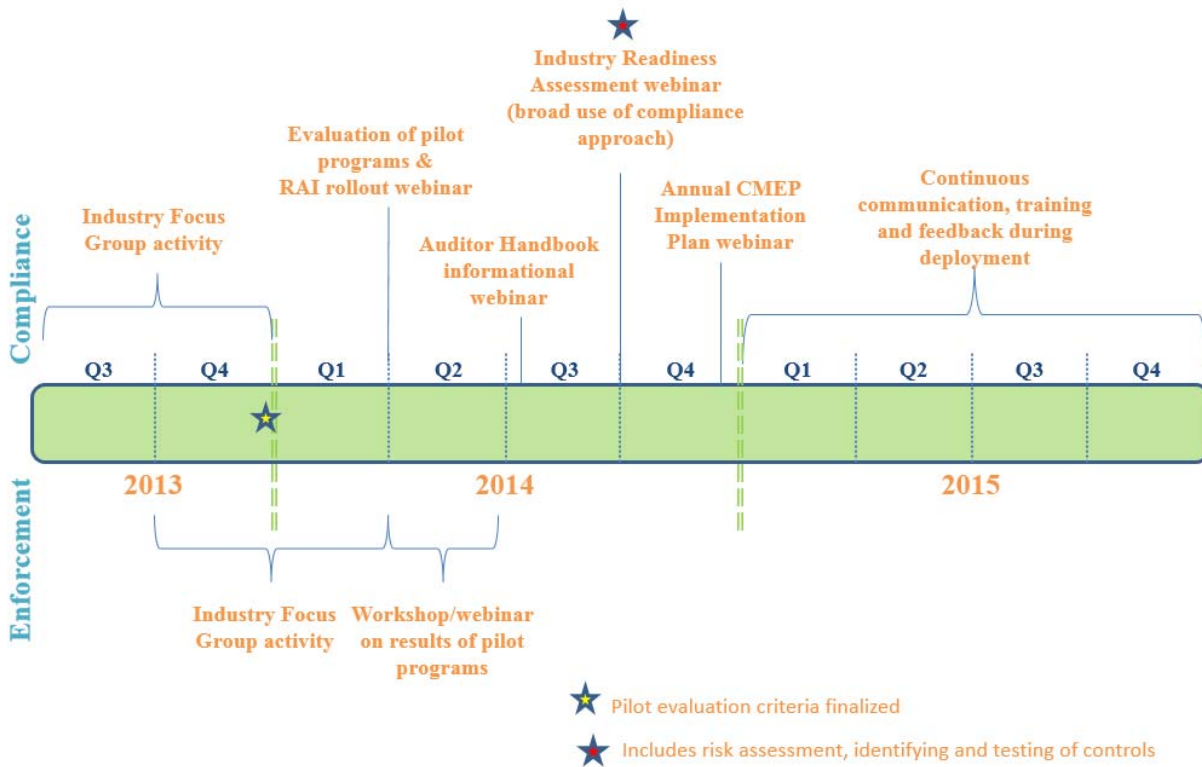 Industry Readiness
Assessment webinar
(broad use of compliance
approach)
Evaluation of pilot
programs &
RAI rollout webinar
Annual CMEP
Implementation
Plan webinar
Continuous
communication, training
and feedback during
deployment
Industry Focus
Group activity
Auditor Handbook
informational
webinar
Compliance
Q3 Q4 Q1 Q2 Q3 Q4 Q1 Q2 Q3 Q4
2013 2014 2015
Enforcement
Industry Focus
Group activity
Workshop/webinar
on results of pilot
programs
Pilot evaluation criteria finalized
Includes risk assessment, identifying and testing of controls